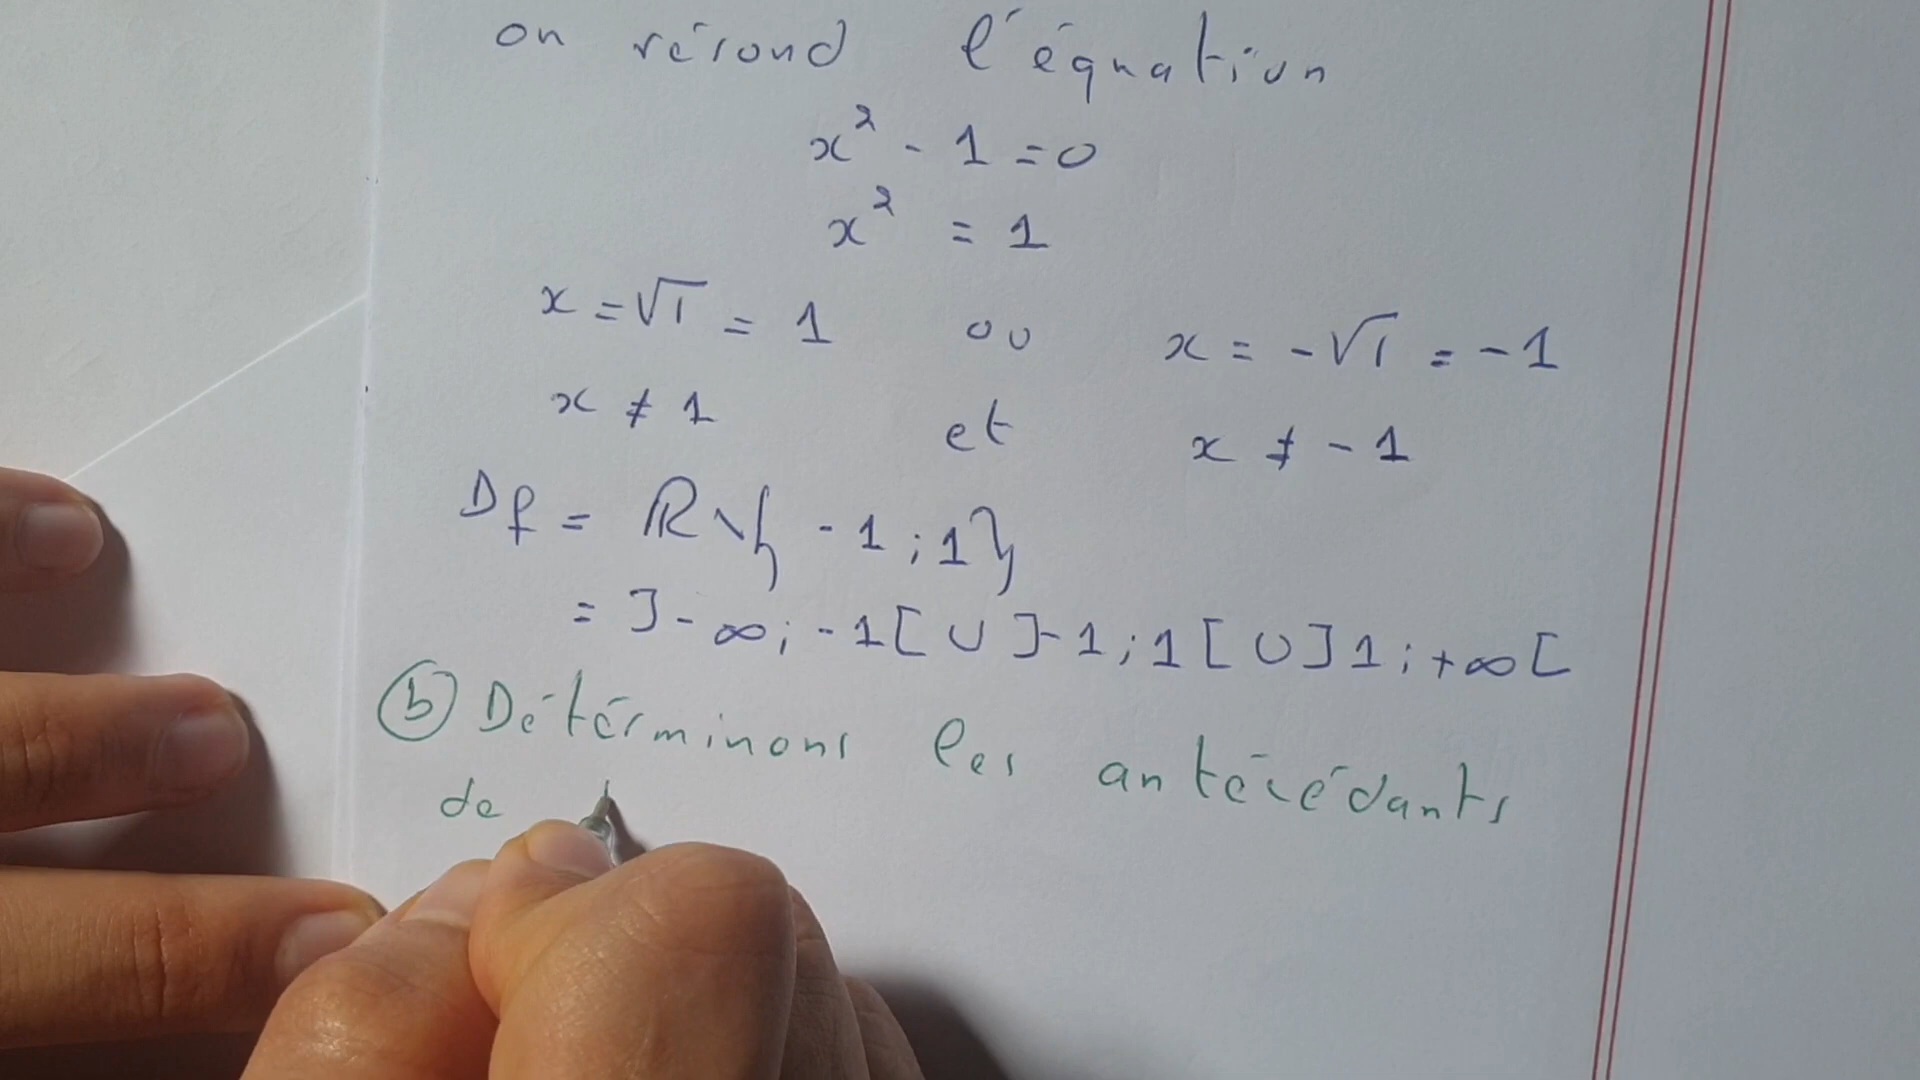 on résoud l'équation
x² - 1 = 0
x² = 1
x = √1 = 1 ou x = -√1 = -1
x ≠ 1 et x ≠ -1
Df = ℝ \ { -1 ; 1 }
= ]-∞ ; -1[ ∪ ]-1 ; 1[ ∪ ]1 ; +∞[
(b) Détérminons les antécédants
de